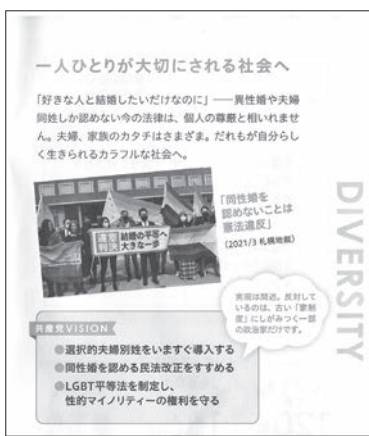 一人ひとりが大切にされる社会へ
「好きな人と結婚したいだけなのに」──異性婚や夫婦
同姓しか認めない今の法律は、個人の尊厳と相いれませ
ん。夫婦、家族のカタチはさまざま。だれもが自分らし
く生きられるカラフルな社会へ。
違憲
判決
結婚の平等へ
大きな一歩
「同性婚を
認めないことは
憲法違反」
(2021/3 札幌地裁)
DIVERSITY
実現は間近。反対して
いるのは、古い「家制
度」にしがみつく一部
の政治家だけです。
共産党VISION
●選択的夫婦別姓をいますぐ導入する
●同性婚を認める民法改正をすすめる
●LGBT平等法を制定し、
性的マイノリティーの権利を守る